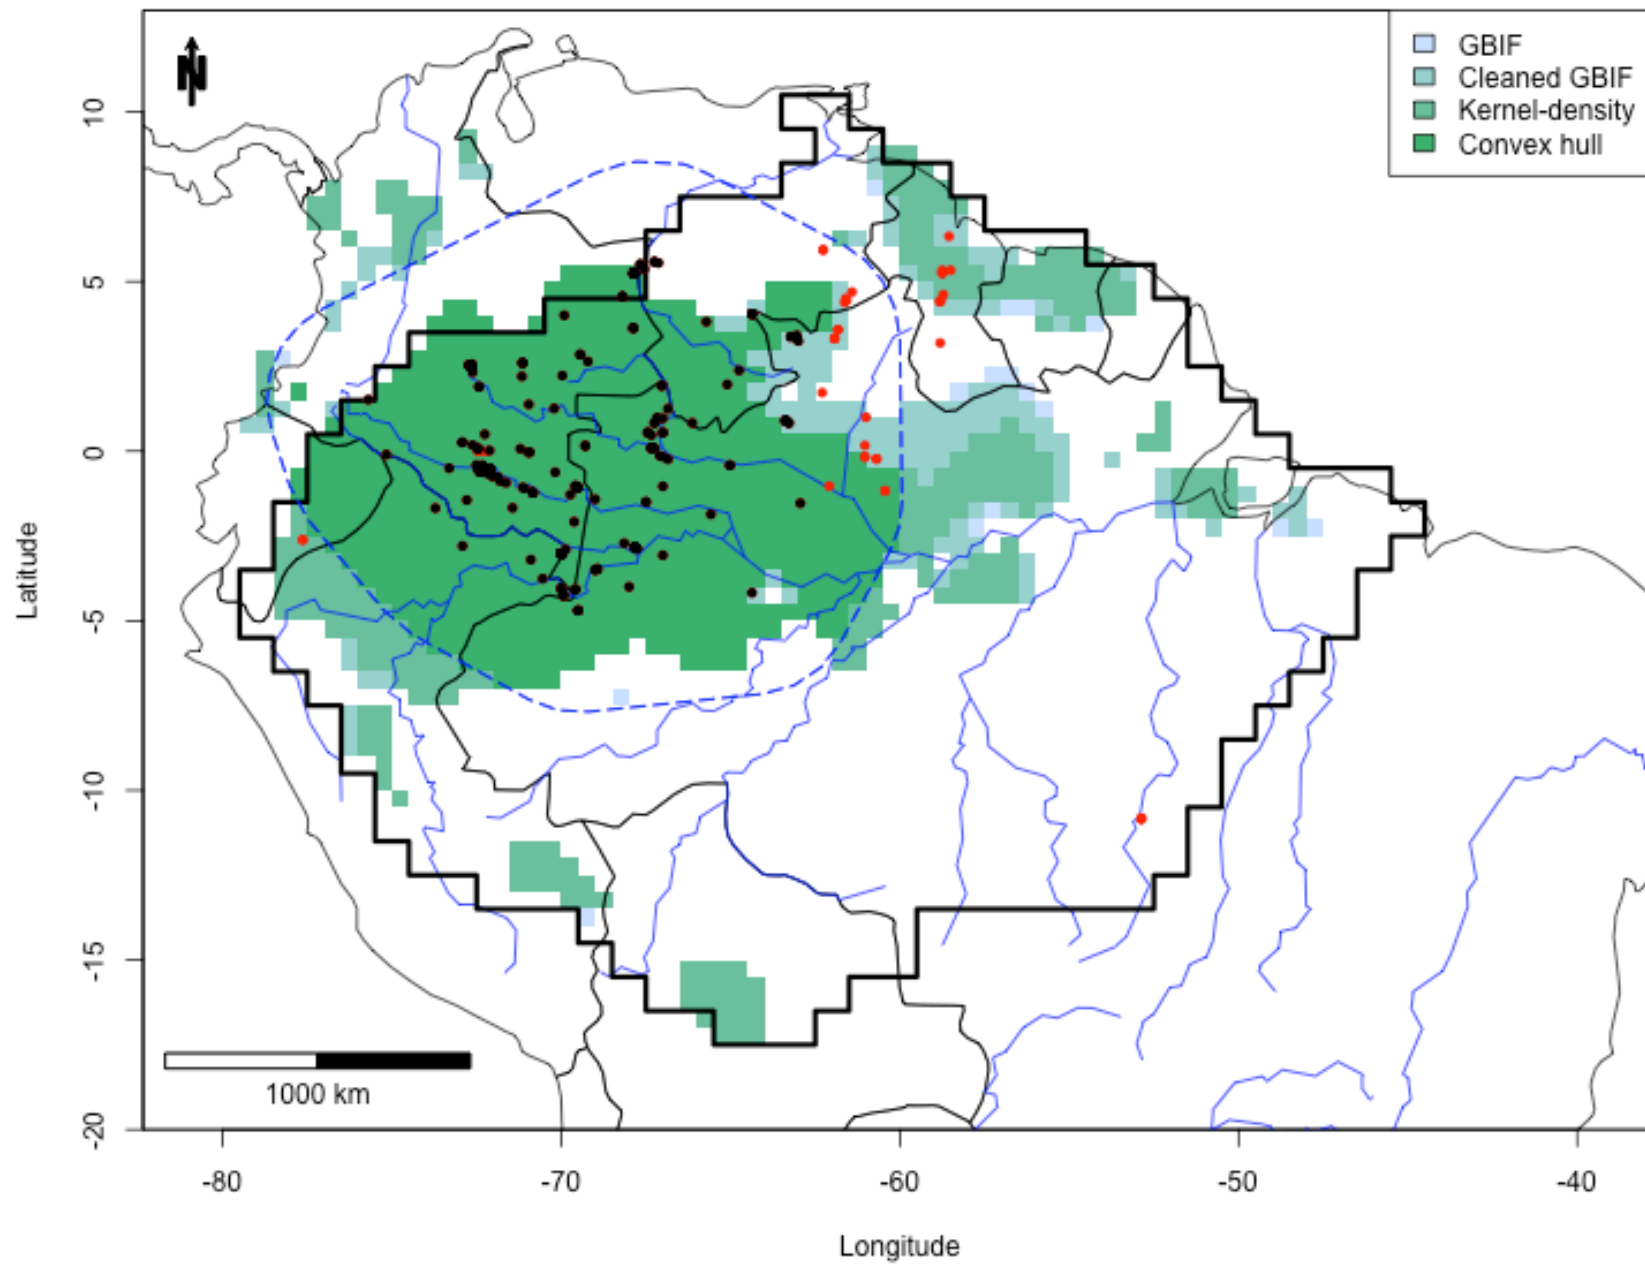 N
GBIF
Cleaned GBIF
Kernel-density
Convex hull
10
5
0
-5
-10
-15
-20
Latitude
1000 km
-80 -70 -60 -50 -40
Longitude